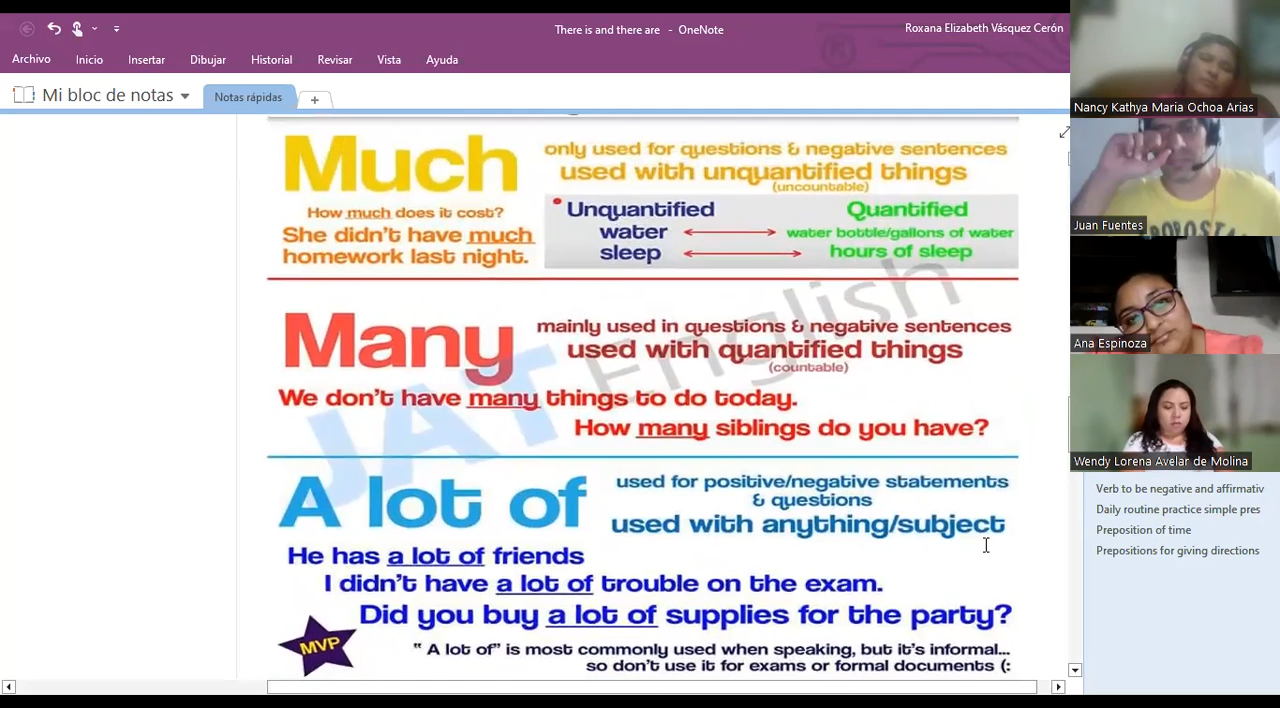 There is and there are - OneNote
Roxana Elizabeth Vásquez Cerón
Archivo Inicio Insertar Dibujar Historial Revisar Vista Ayuda
Mi bloc de notas
Notas rápidas
Much
only used for questions & negative sentences
used with unquantified things
(uncountable)
How much does it cost?
She didn't have much
homework last night.
Unquantified Quantified
water water bottle/gallons of water
sleep hours of sleep
Many
mainly used in questions & negative sentences
used with quantified things
(countable)
We don't have many things to do today.
How many siblings do you have?
JAT English
A lot of
used for positive/negative statements
& questions
used with anything/subject
He has a lot of friends
I didn't have a lot of trouble on the exam.
Did you buy a lot of supplies for the party?
MVP
" A lot of" is most commonly used when speaking, but it's informal...
so don't use it for exams or formal documents (:
Nancy Kathya Maria Ochoa Arias
Juan Fuentes
Ana Espinoza
Wendy Lorena Avelar de Molina
Verb to be negative and affirmativ
Daily routine practice simple pres
Preposition of time
Prepositions for giving directions